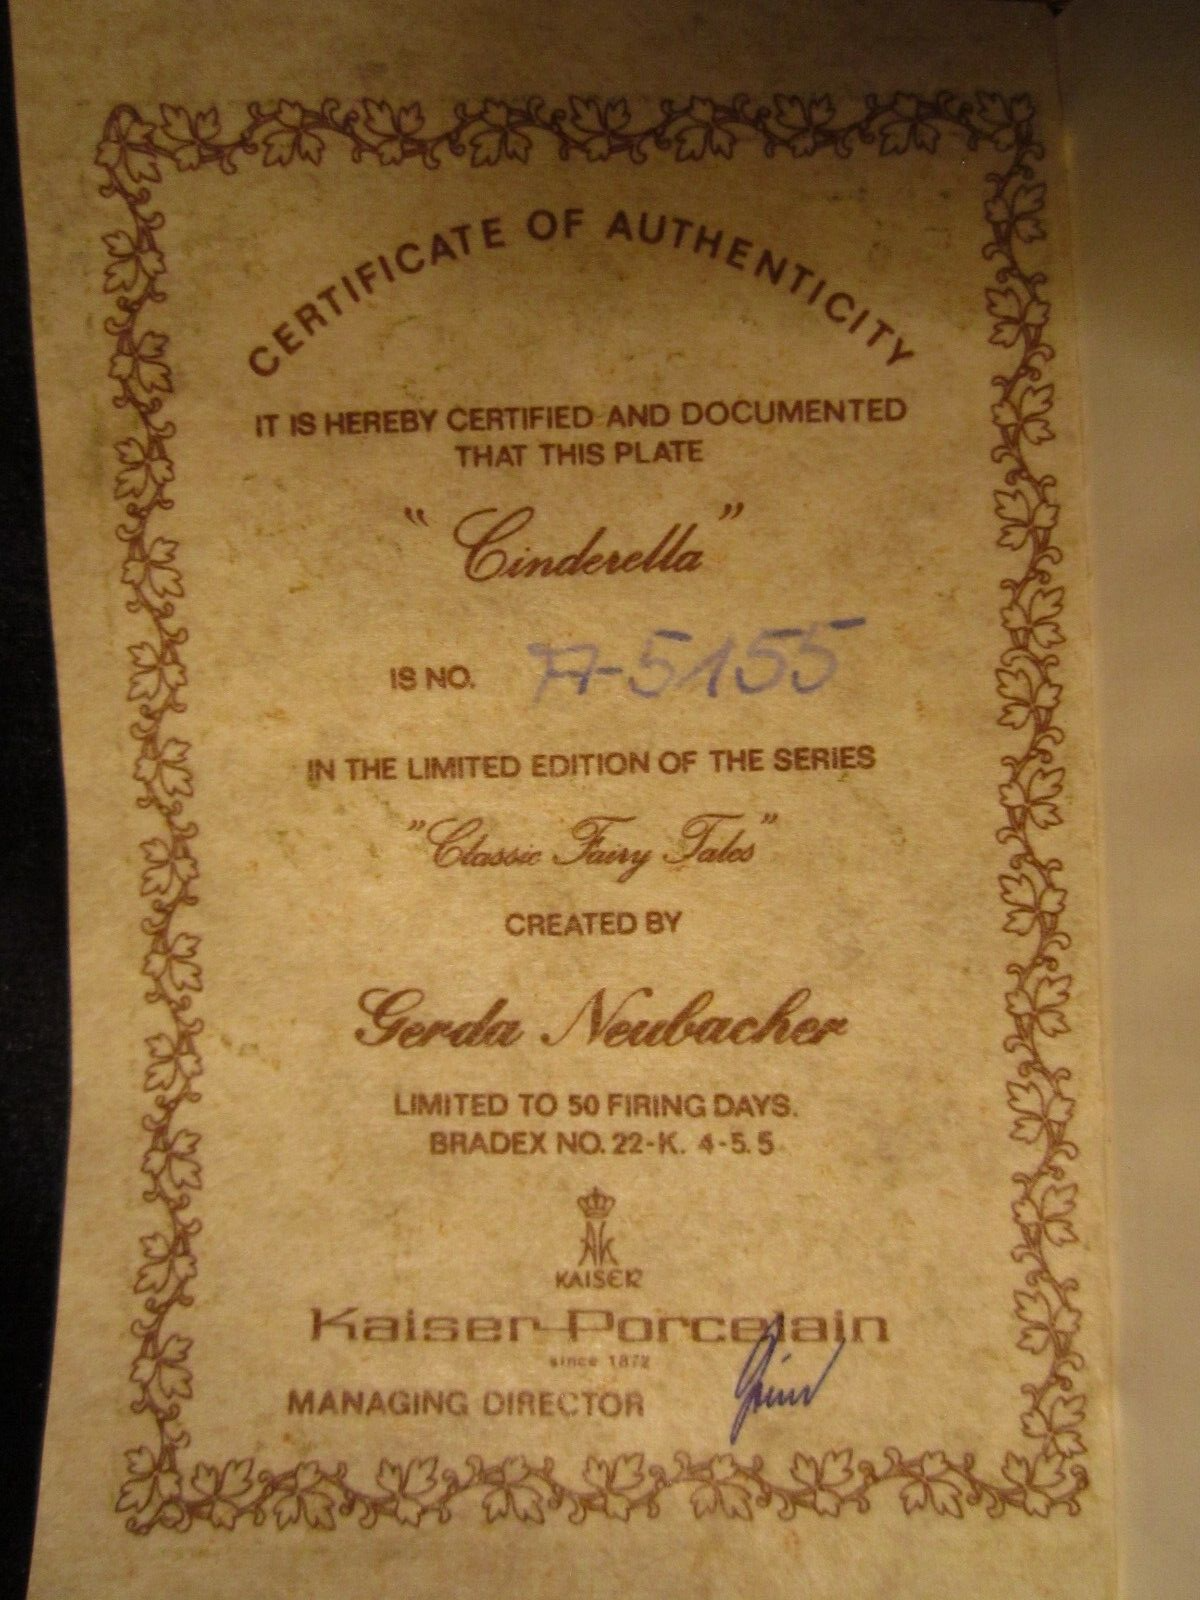 CERTIFICATE OF AUTHENTICITY
IT IS HEREBY CERTIFIED AND DOCUMENTED
THAT THIS PLATE
"Cinderella"
IS NO. A-5155
IN THE LIMITED EDITION OF THE SERIES
"Classic Fairy Tales"
CREATED BY
Gerda Neubacher
LIMITED TO 50 FIRING DAYS.
BRADEX NO. 22-K. 4-5.5
AK
KAISER
Kaiser-Porcelain
since 1872
MANAGING DIRECTOR